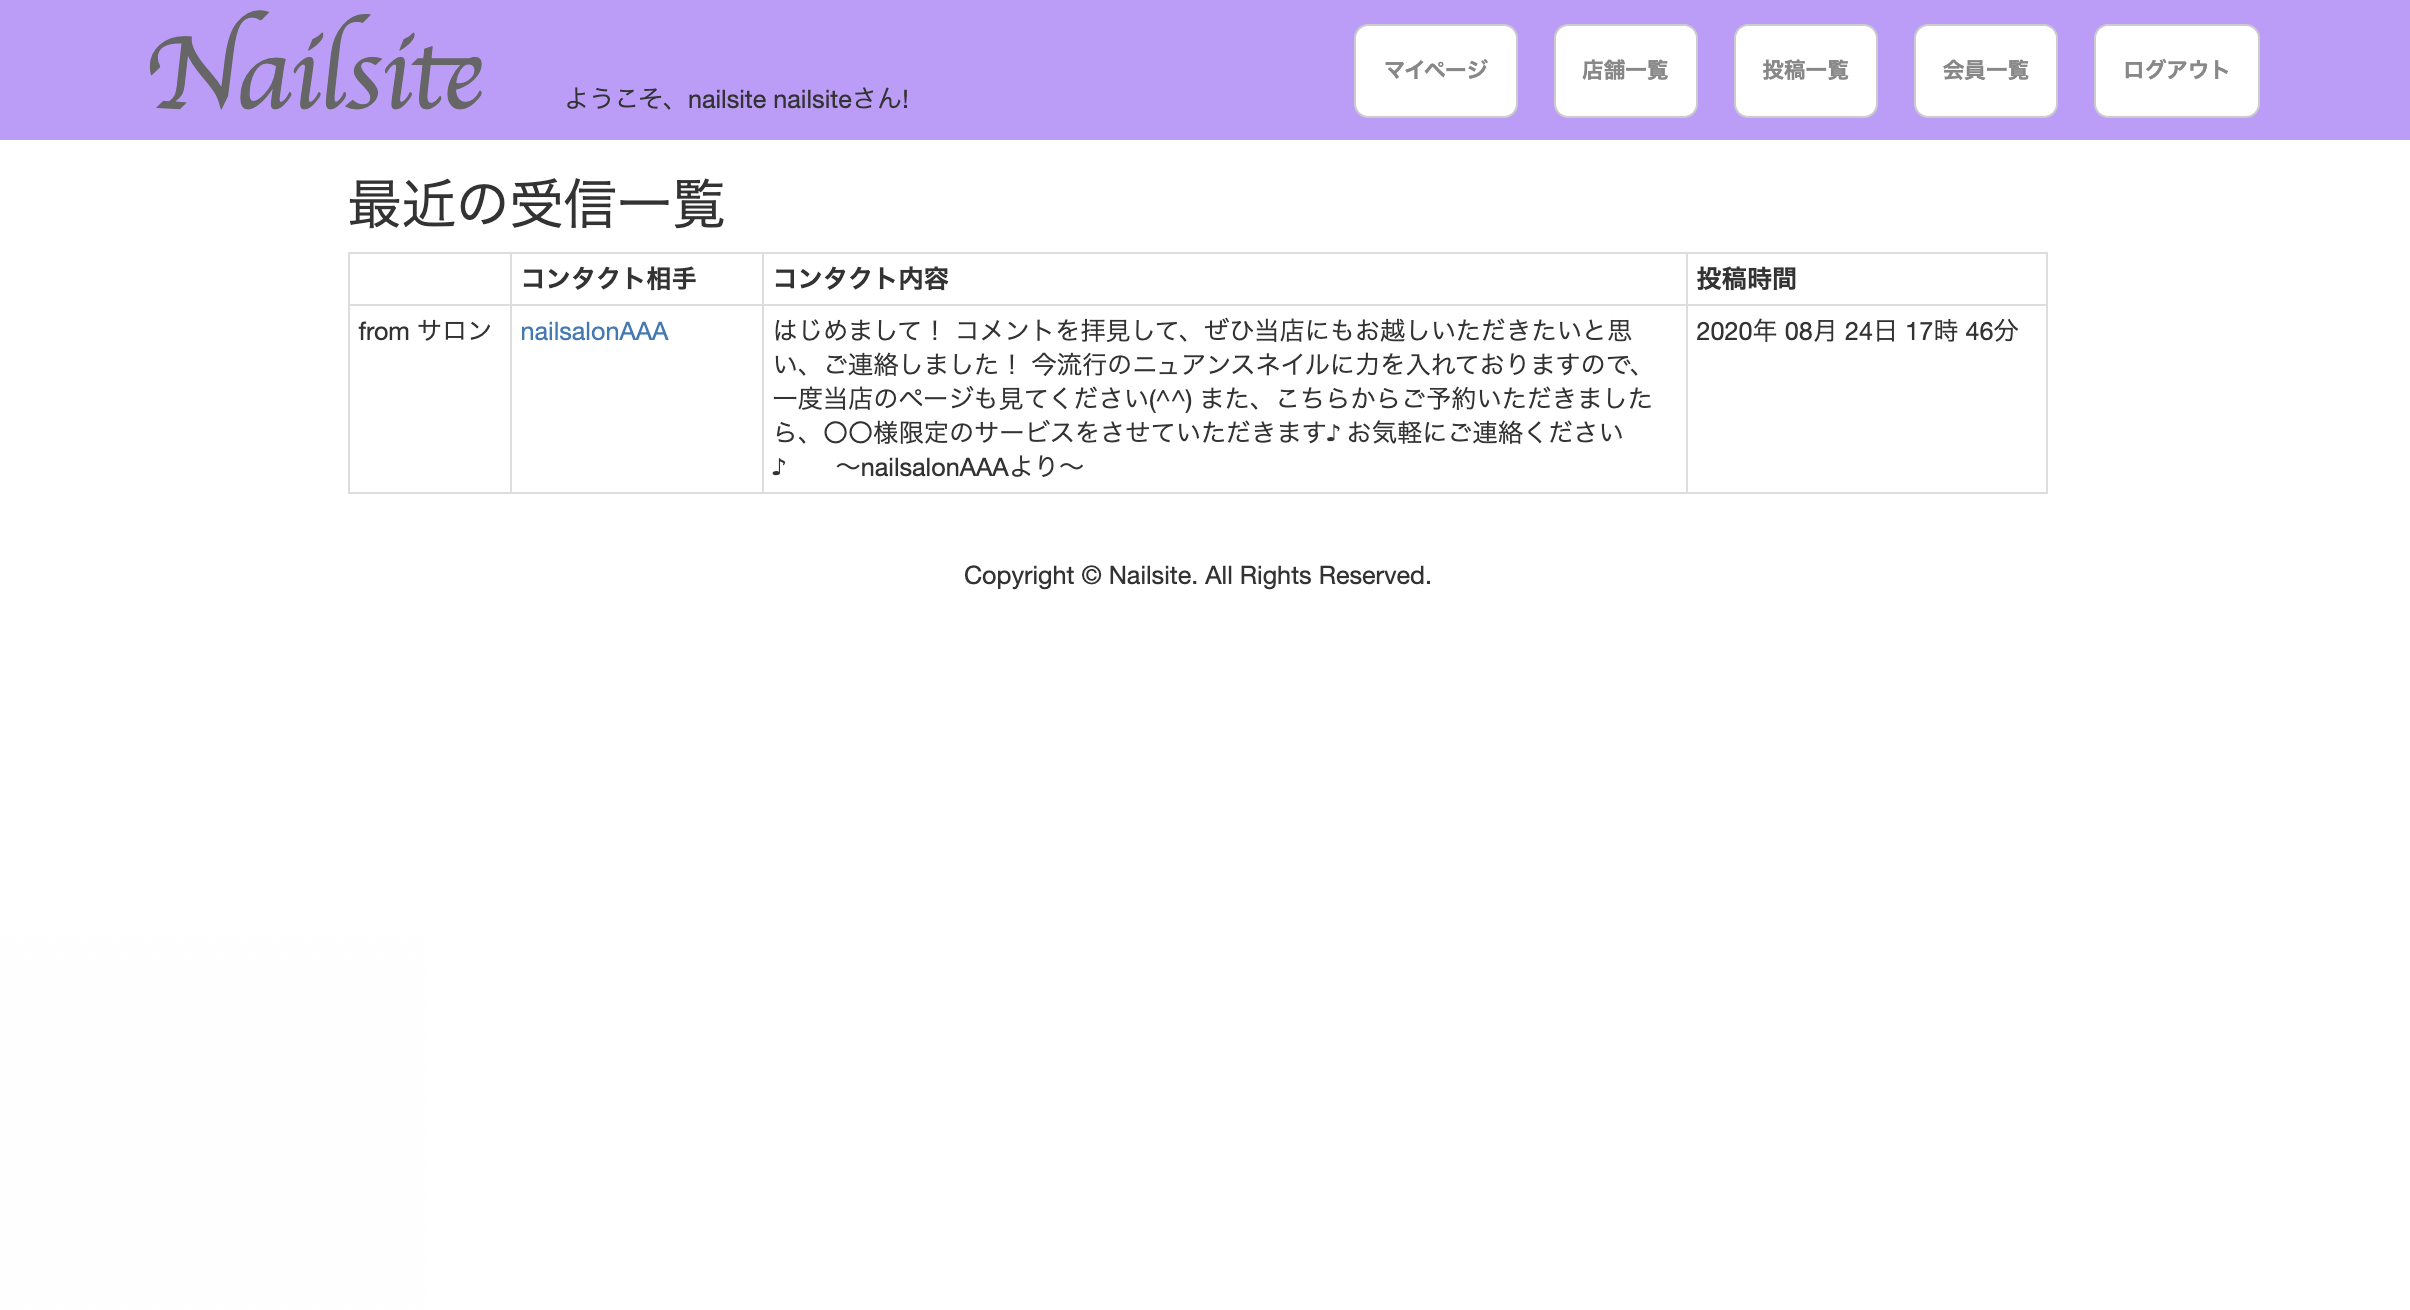 Nailsite
ようこそ、nailsite nailsiteさん!
マイページ
店舗一覧
投稿一覧
会員一覧
ログアウト
最近の受信一覧
コンタクト相手
コンタクト内容
投稿時間
from サロン
nailsalonAAA
はじめまして！ コメントを拝見して、ぜひ当店にもお越しいただきたいと思
い、ご連絡しました！ 今流行のニュアンスネイルに力を入れておりますので、
一度当店のページも見てください(^^) また、こちらからご予約いただきました
ら、〇〇様限定のサービスをさせていただきます♪ お気軽にご連絡ください
♪　　〜nailsalonAAAより〜
2020年 08月 24日 17時 46分
Copyright © Nailsite. All Rights Reserved.